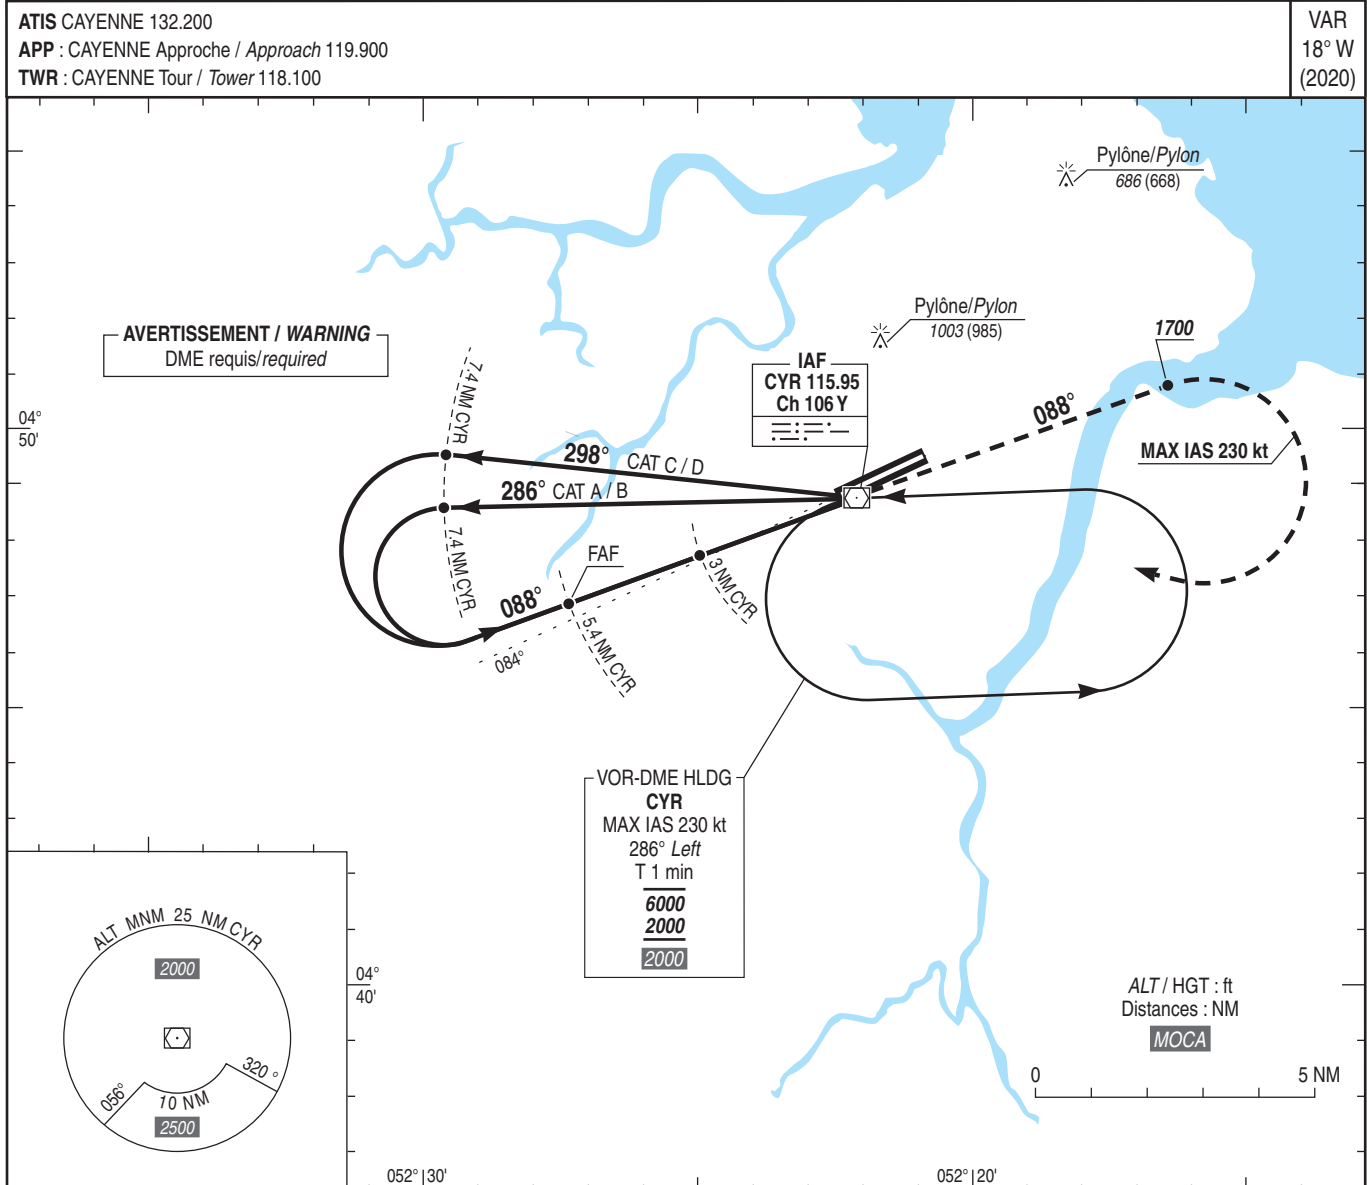 ATIS CAYENNE 132.200
APP : CAYENNE Approche / Approach 119.900
TWR : CAYENNE Tour / Tower 118.100
VAR
18° W
(2020)
Pylône/Pylon
686 (668)
Pylône/Pylon
1003 (985)
1700
AVERTISSEMENT / WARNING
DME requis/required
IAF
CYR 115.95
Ch 106 Y
7.4 NM CYR
088°
MAX IAS 230 kt
04°
50'
298° CAT C / D
286° CAT A / B
7.4 NM CYR
FAF
3 NM CYR
088°
5.4 NM CYR
084°
VOR-DME HLDG
CYR
MAX IAS 230 kt
286° Left
T 1 min
6000
2000
2000
ALT MNM 25 NM CYR
2000
056°
320 °
10 NM
2500
04°
40'
ALT / HGT : ft
Distances : NM
MOCA
0 5 NM
052° 30'
052° 20'